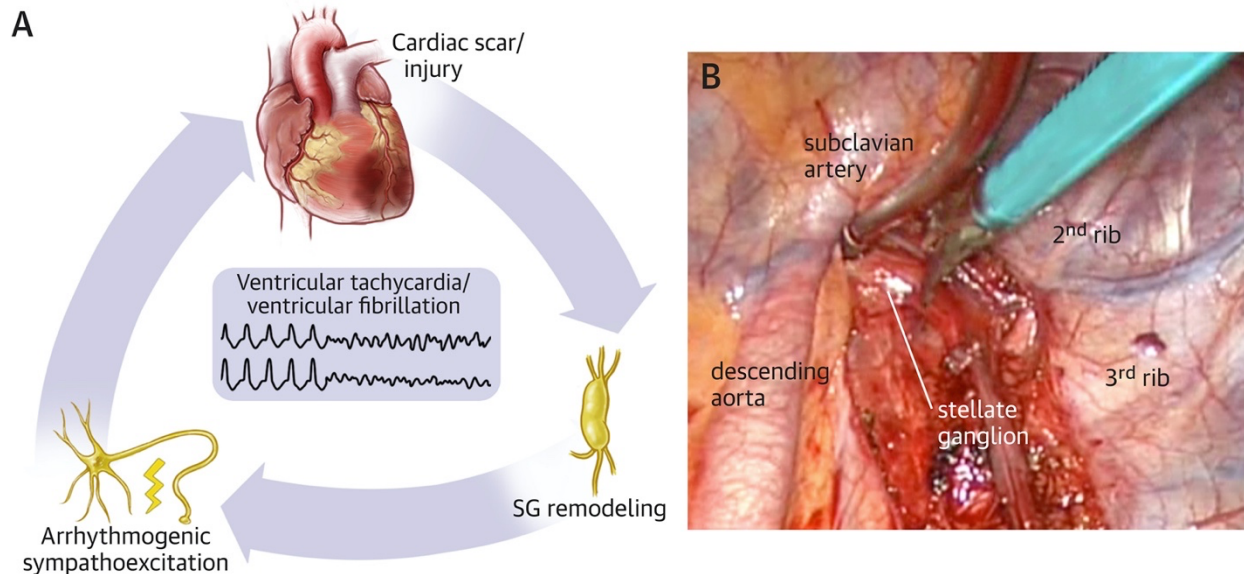 A
Cardiac scar/
injury
Ventricular tachycardia/
ventricular fibrillation
SG remodeling
Arrhythmogenic
sympathoexcitation
B
subclavian
artery
2nd rib
descending
aorta
3rd rib
stellate
ganglion